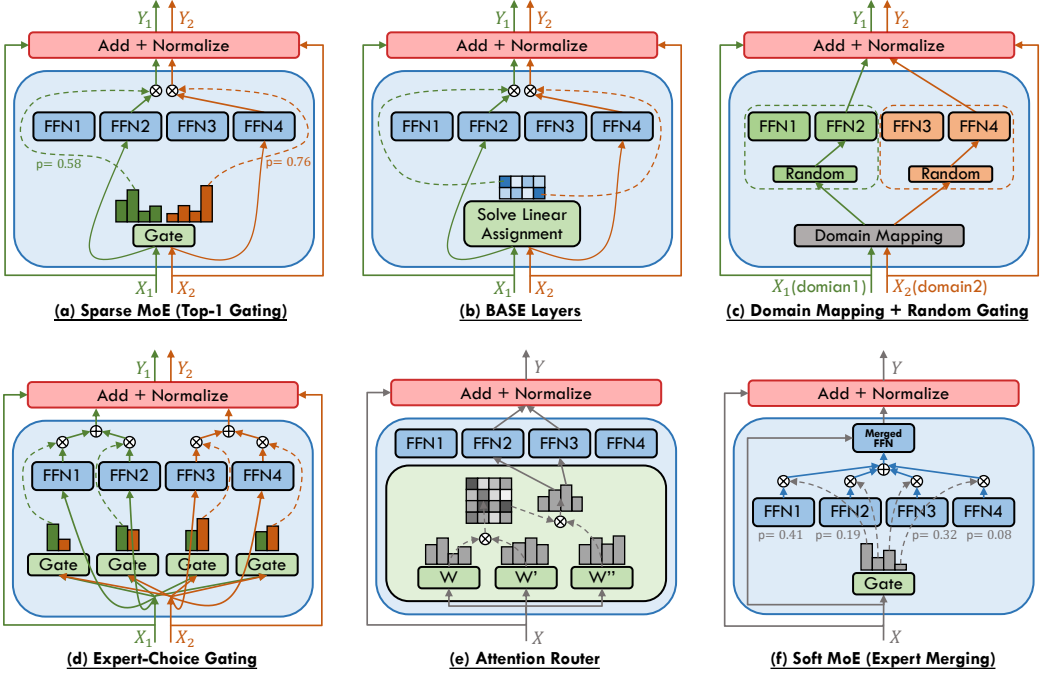 Y1 Y2
Add + Normalize
FFN1 FFN2 FFN3 FFN4
p= 0.58 p= 0.76
Gate
X1 X2
(a) Sparse MoE (Top-1 Gating)
Y1 Y2
Add + Normalize
FFN1 FFN2 FFN3 FFN4
Solve Linear
Assignment
X1 X2
(b) BASE Layers
Y1 Y2
Add + Normalize
FFN1 FFN2 FFN3 FFN4
Random Random
Domain Mapping
X1(domian1) X2(domain2)
(c) Domain Mapping + Random Gating
Y1 Y2
Add + Normalize
FFN1 FFN2 FFN3 FFN4
Gate Gate Gate Gate
X1 X2
(d) Expert-Choice Gating
Y
Add + Normalize
FFN1 FFN2 FFN3 FFN4
W W' W''
X
(e) Attention Router
Y
Add + Normalize
Merged
FFN
FFN1 FFN2 FFN3 FFN4
p= 0.41 p= 0.19 p= 0.32 p= 0.08
Gate
X
(f) Soft MoE (Expert Merging)